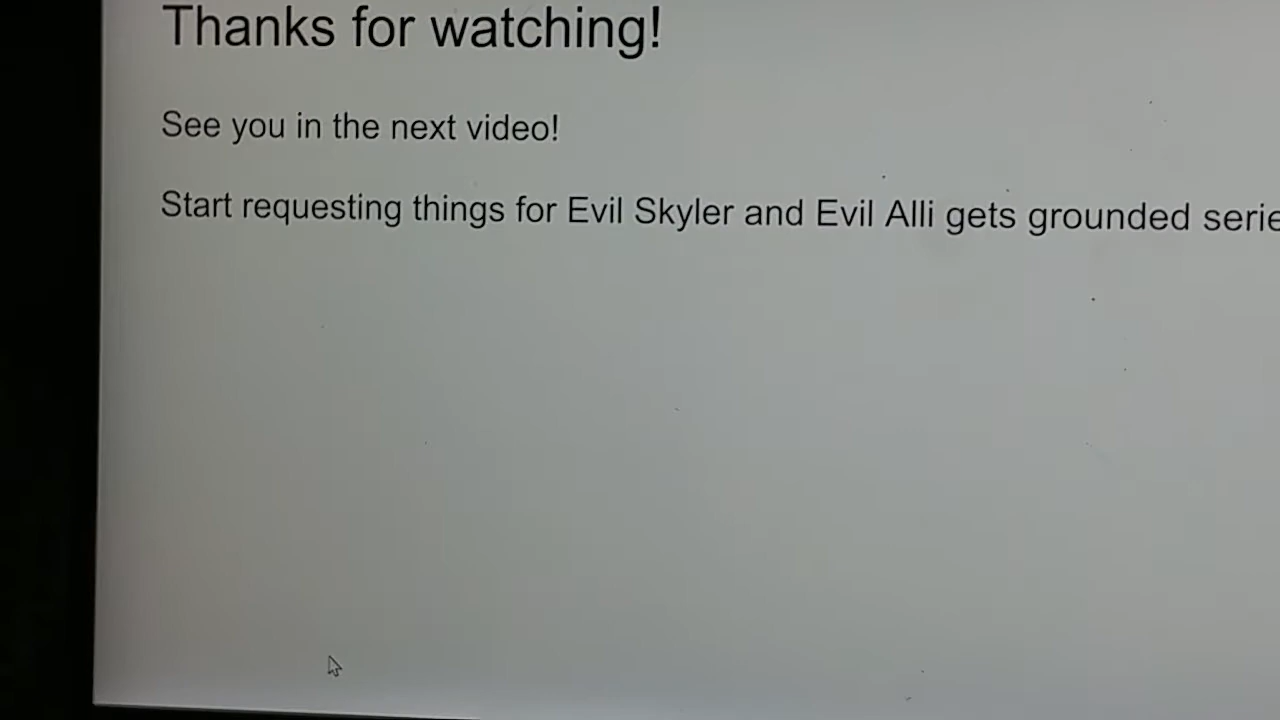 Thanks for watching!
See you in the next video!
Start requesting things for Evil Skyler and Evil Alli gets grounded serie